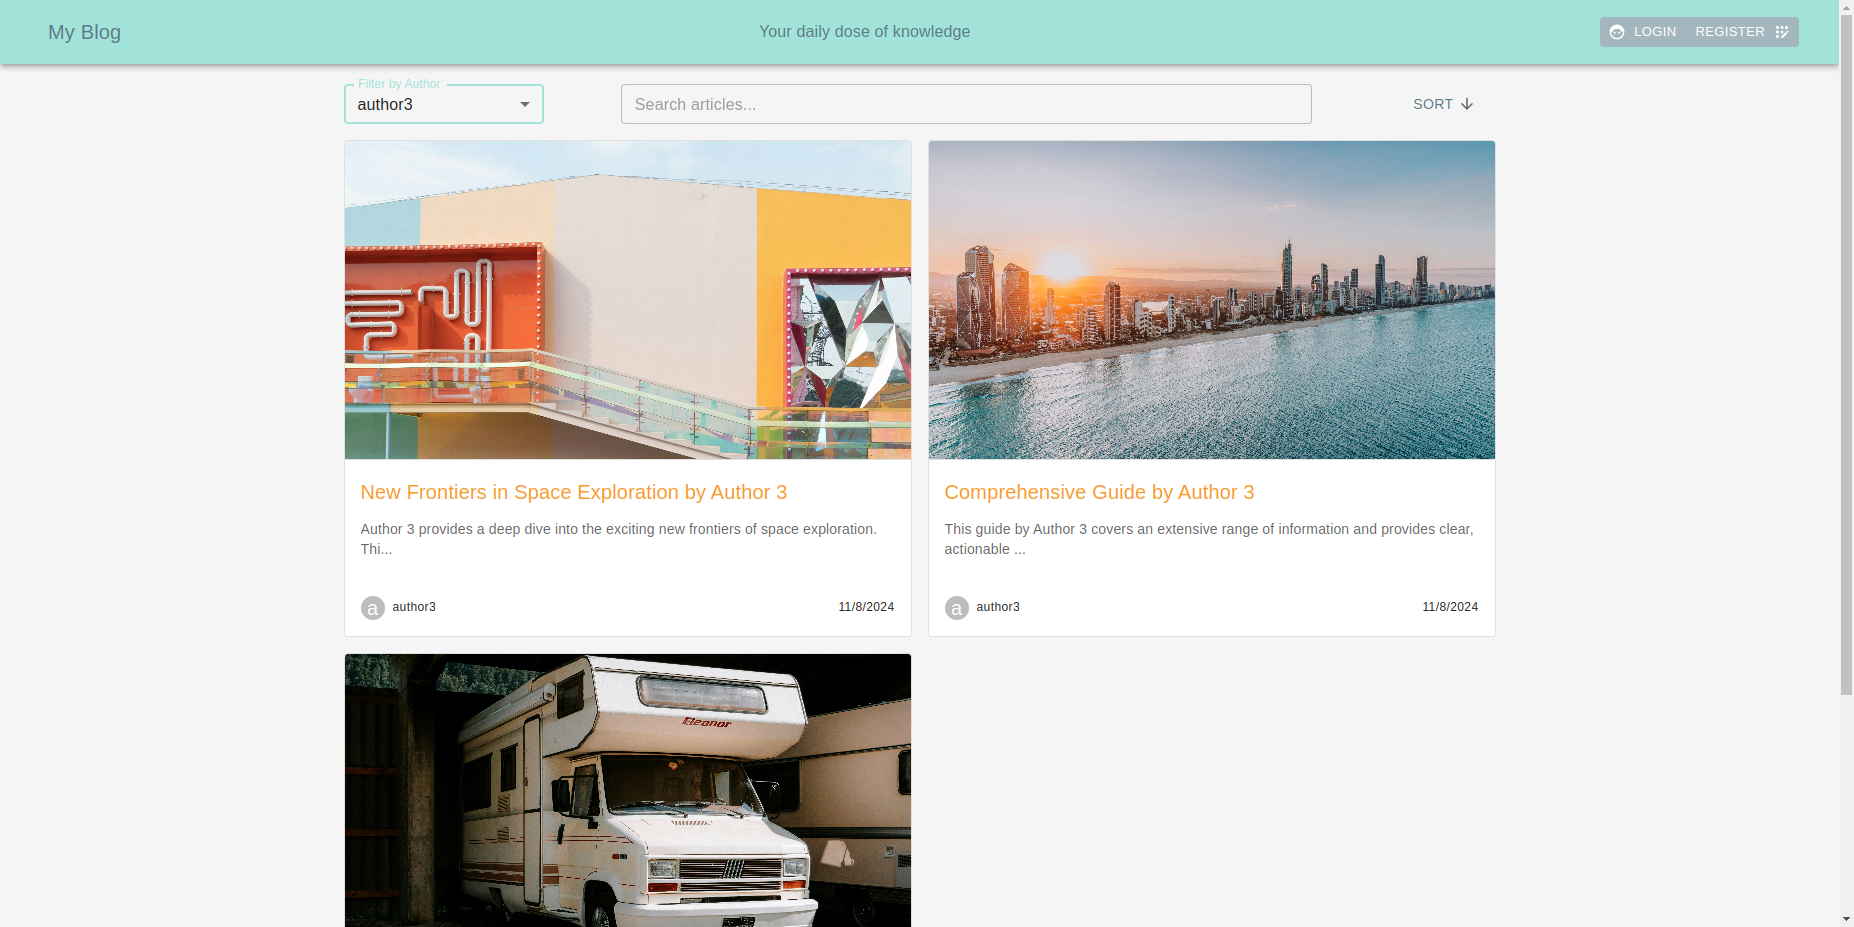 My Blog
Your daily dose of knowledge
LOGIN
REGISTER
Filter by Author
author3
Search articles...
SORT
New Frontiers in Space Exploration by Author 3
Author 3 provides a deep dive into the exciting new frontiers of space exploration.
Thi...
a author3
11/8/2024
Comprehensive Guide by Author 3
This guide by Author 3 covers an extensive range of information and provides clear,
actionable ...
a author3
11/8/2024
Eleanor